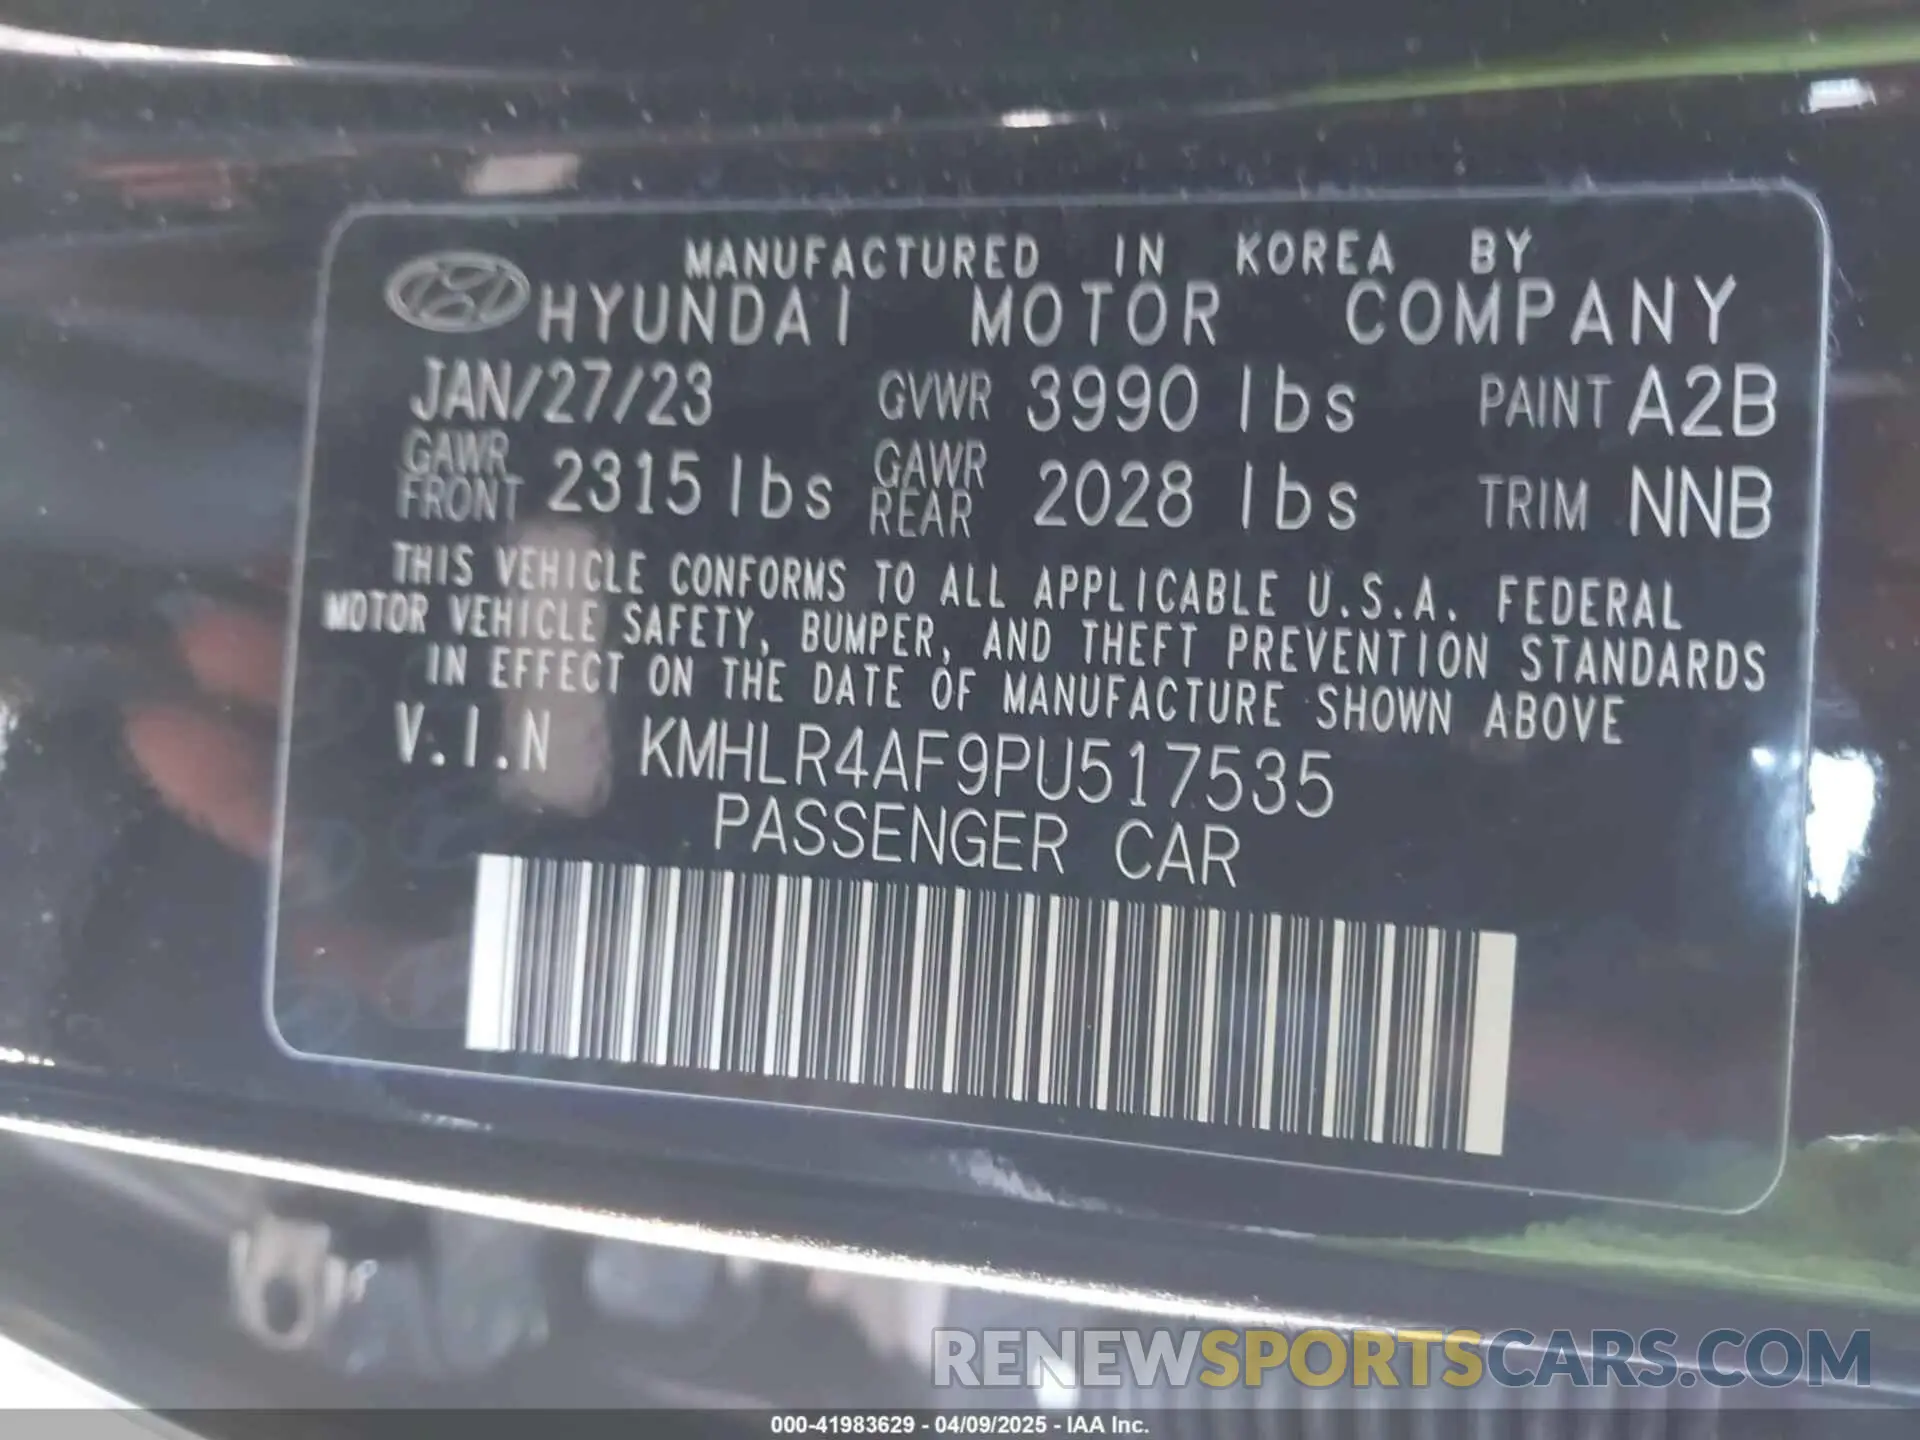 MANUFACTURED IN KOREA BY
HYUNDAI MOTOR COMPANY
JAN/27/23 GVWR 3990 lbs PAINT A2B
GAWR FRONT 2315 lbs GAWR REAR 2028 lbs TRIM NNB
THIS VEHICLE CONFORMS TO ALL APPLICABLE U.S.A. FEDERAL
MOTOR VEHICLE SAFETY, BUMPER, AND THEFT PREVENTION STANDARDS
IN EFFECT ON THE DATE OF MANUFACTURE SHOWN ABOVE
V.I.N KMHLR4AF9PU517535
PASSENGER CAR
RENEWSPORTSCARS.COM
000-41983629 - 04/09/2025 - IAA Inc.